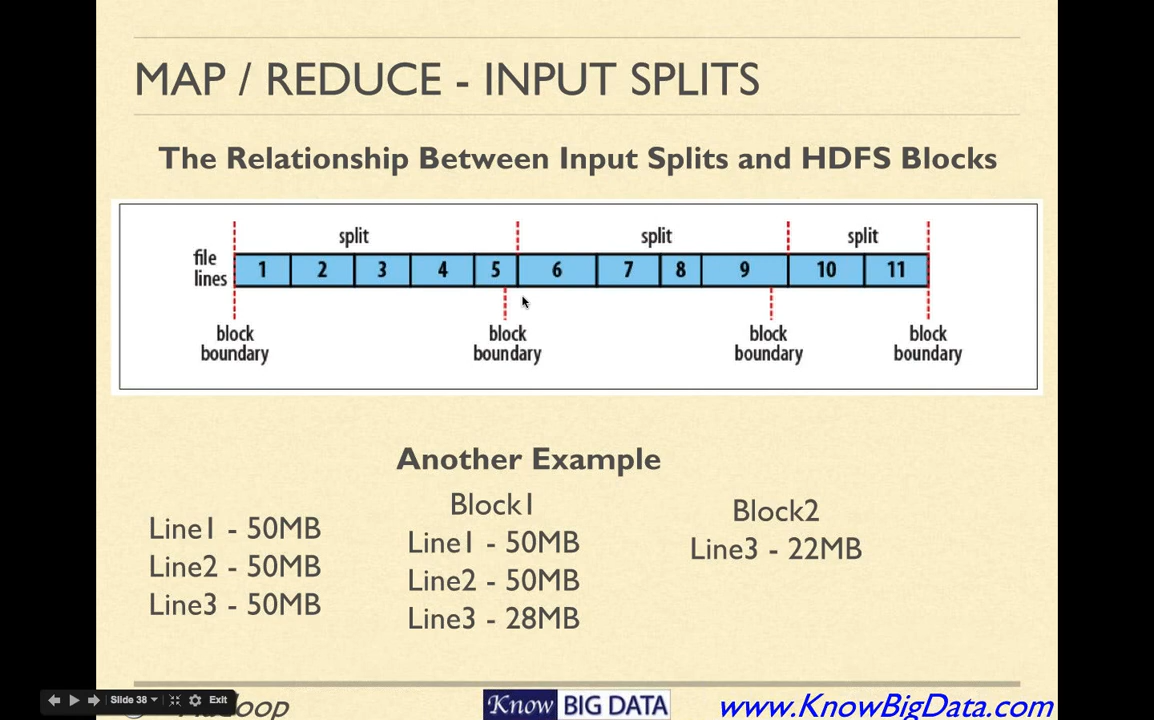 MAP / REDUCE - INPUT SPLITS
The Relationship Between Input Splits and HDFS Blocks
split split split
file lines
1 2 3 4 5 6 7 8 9 10 11
block boundary
block boundary
block boundary
block boundary
Another Example
Line1 - 50MB
Line2 - 50MB
Line3 - 50MB
Block1
Line1 - 50MB
Line2 - 50MB
Line3 - 28MB
Block2
Line3 - 22MB
Slide 38
Exit
Know BIG DATA
www.KnowBigData.com